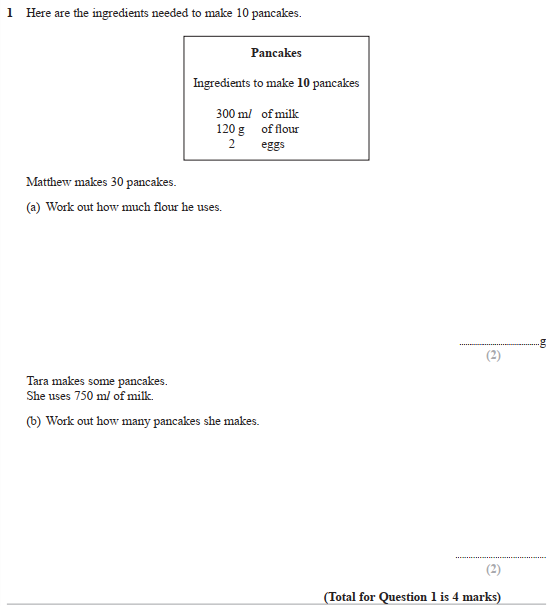 1 Here are the ingredients needed to make 10 pancakes.
Pancakes
Ingredients to make 10 pancakes
300 ml of milk
120 g of flour
2 eggs
Matthew makes 30 pancakes.
(a) Work out how much flour he uses.
..............................g
(2)
Tara makes some pancakes.
She uses 750 ml of milk.
(b) Work out how many pancakes she makes.
..............................
(2)
(Total for Question 1 is 4 marks)